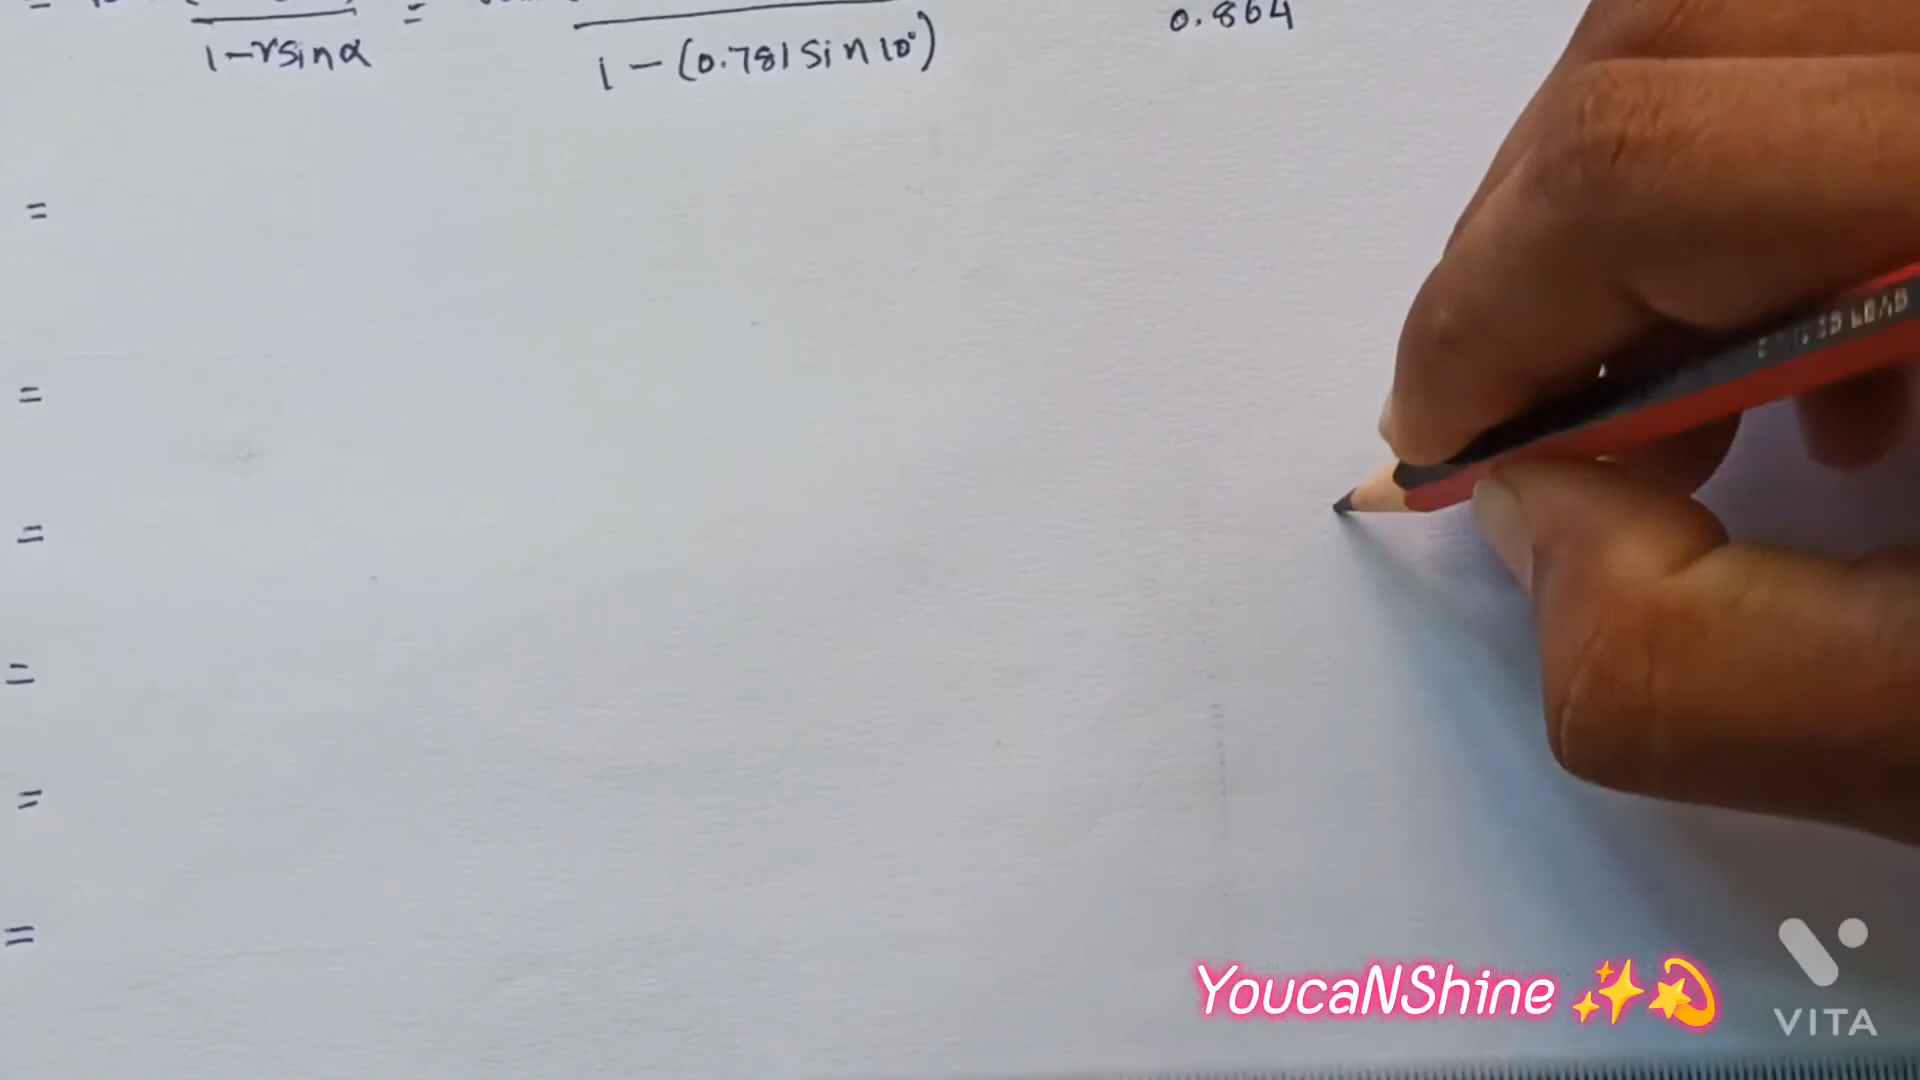 = =
1-rsinα 1-(0.781 sin 10°) 0.864
=
=
=
=
=
=
YoucaNShine
VITA